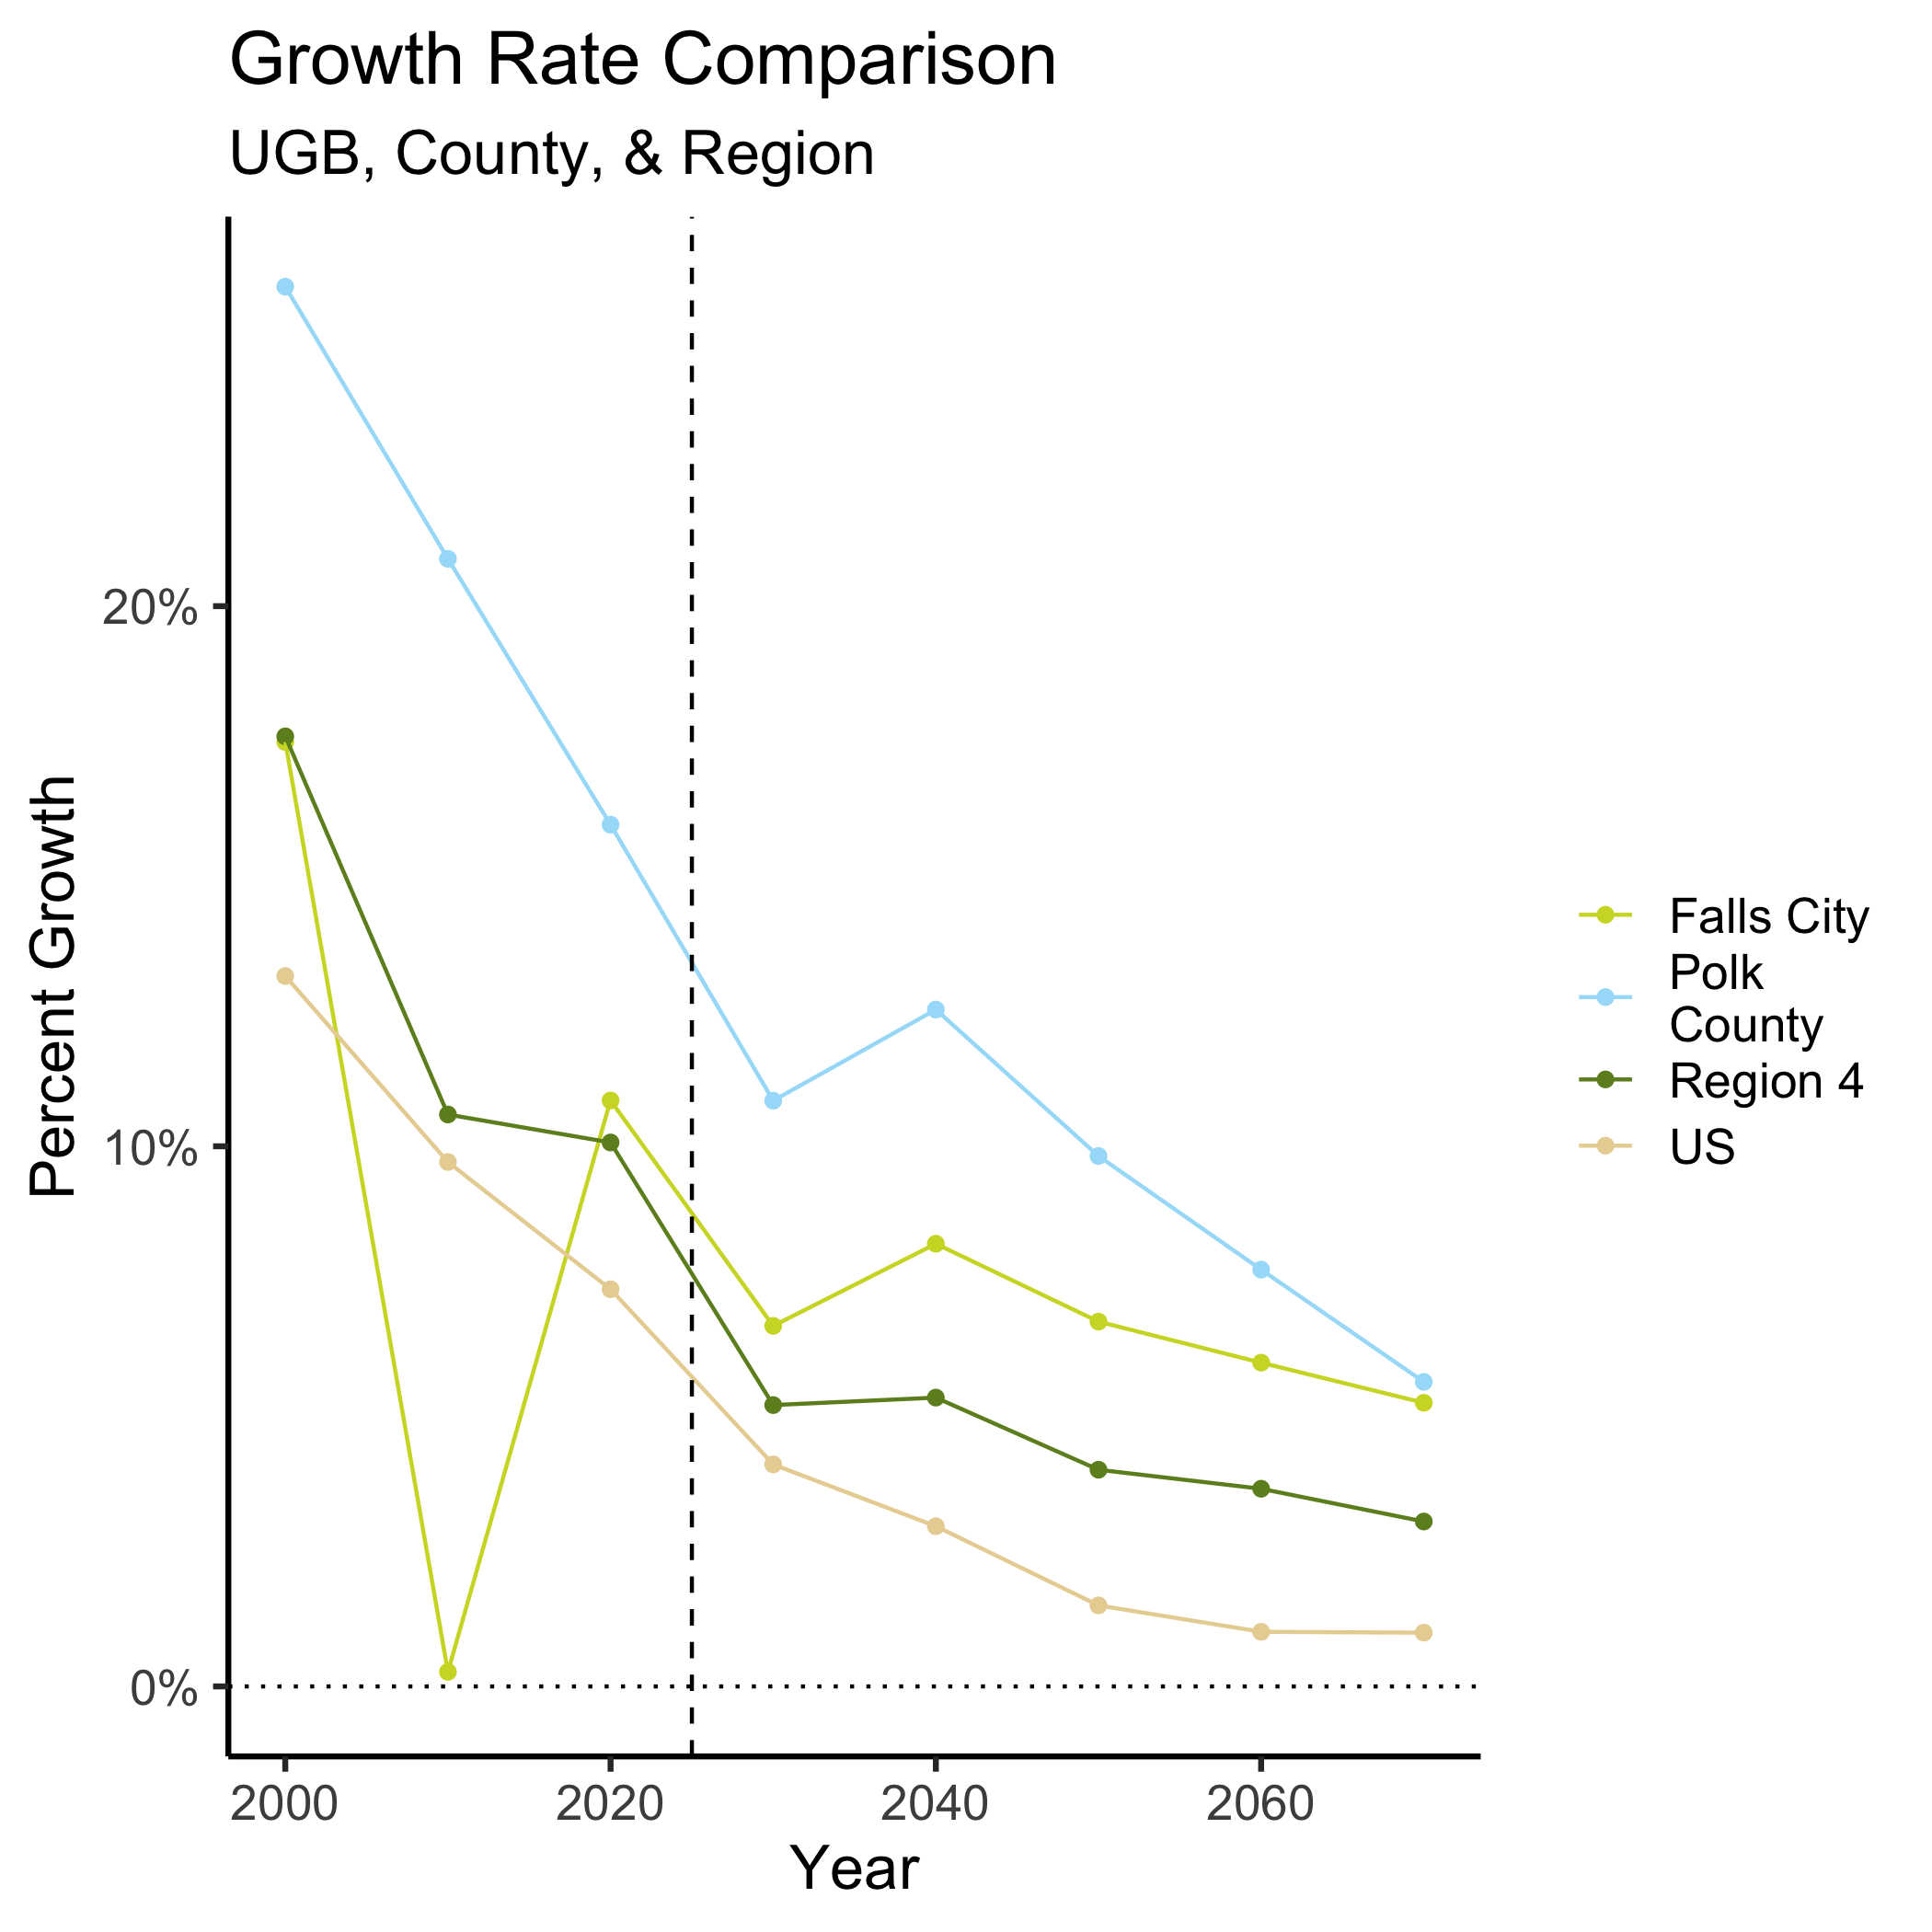 Growth Rate Comparison
UGB, County, & Region
Percent Growth
20%
10%
0%
2000
2020
2040
2060
Year
Falls City
Polk
County
Region 4
US